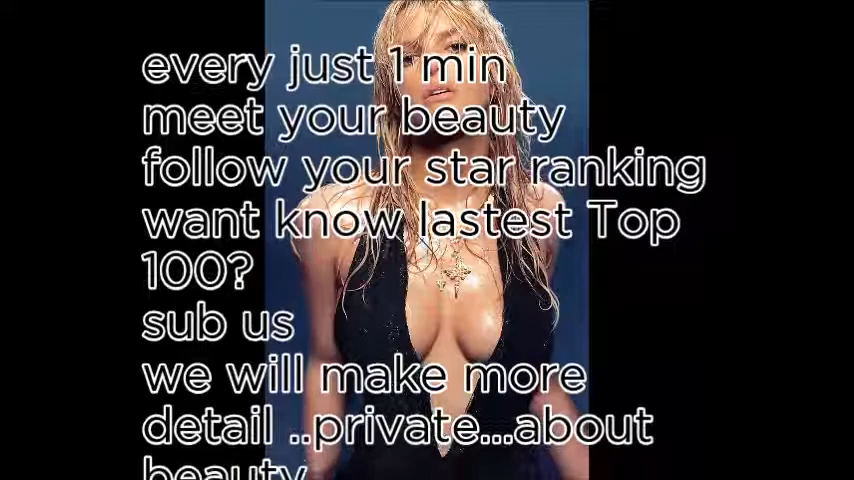 every just 1 min
meet your beauty
follow your star ranking
want know lastest Top
100?
sub us
we will make more
detail ..private...about
beauty